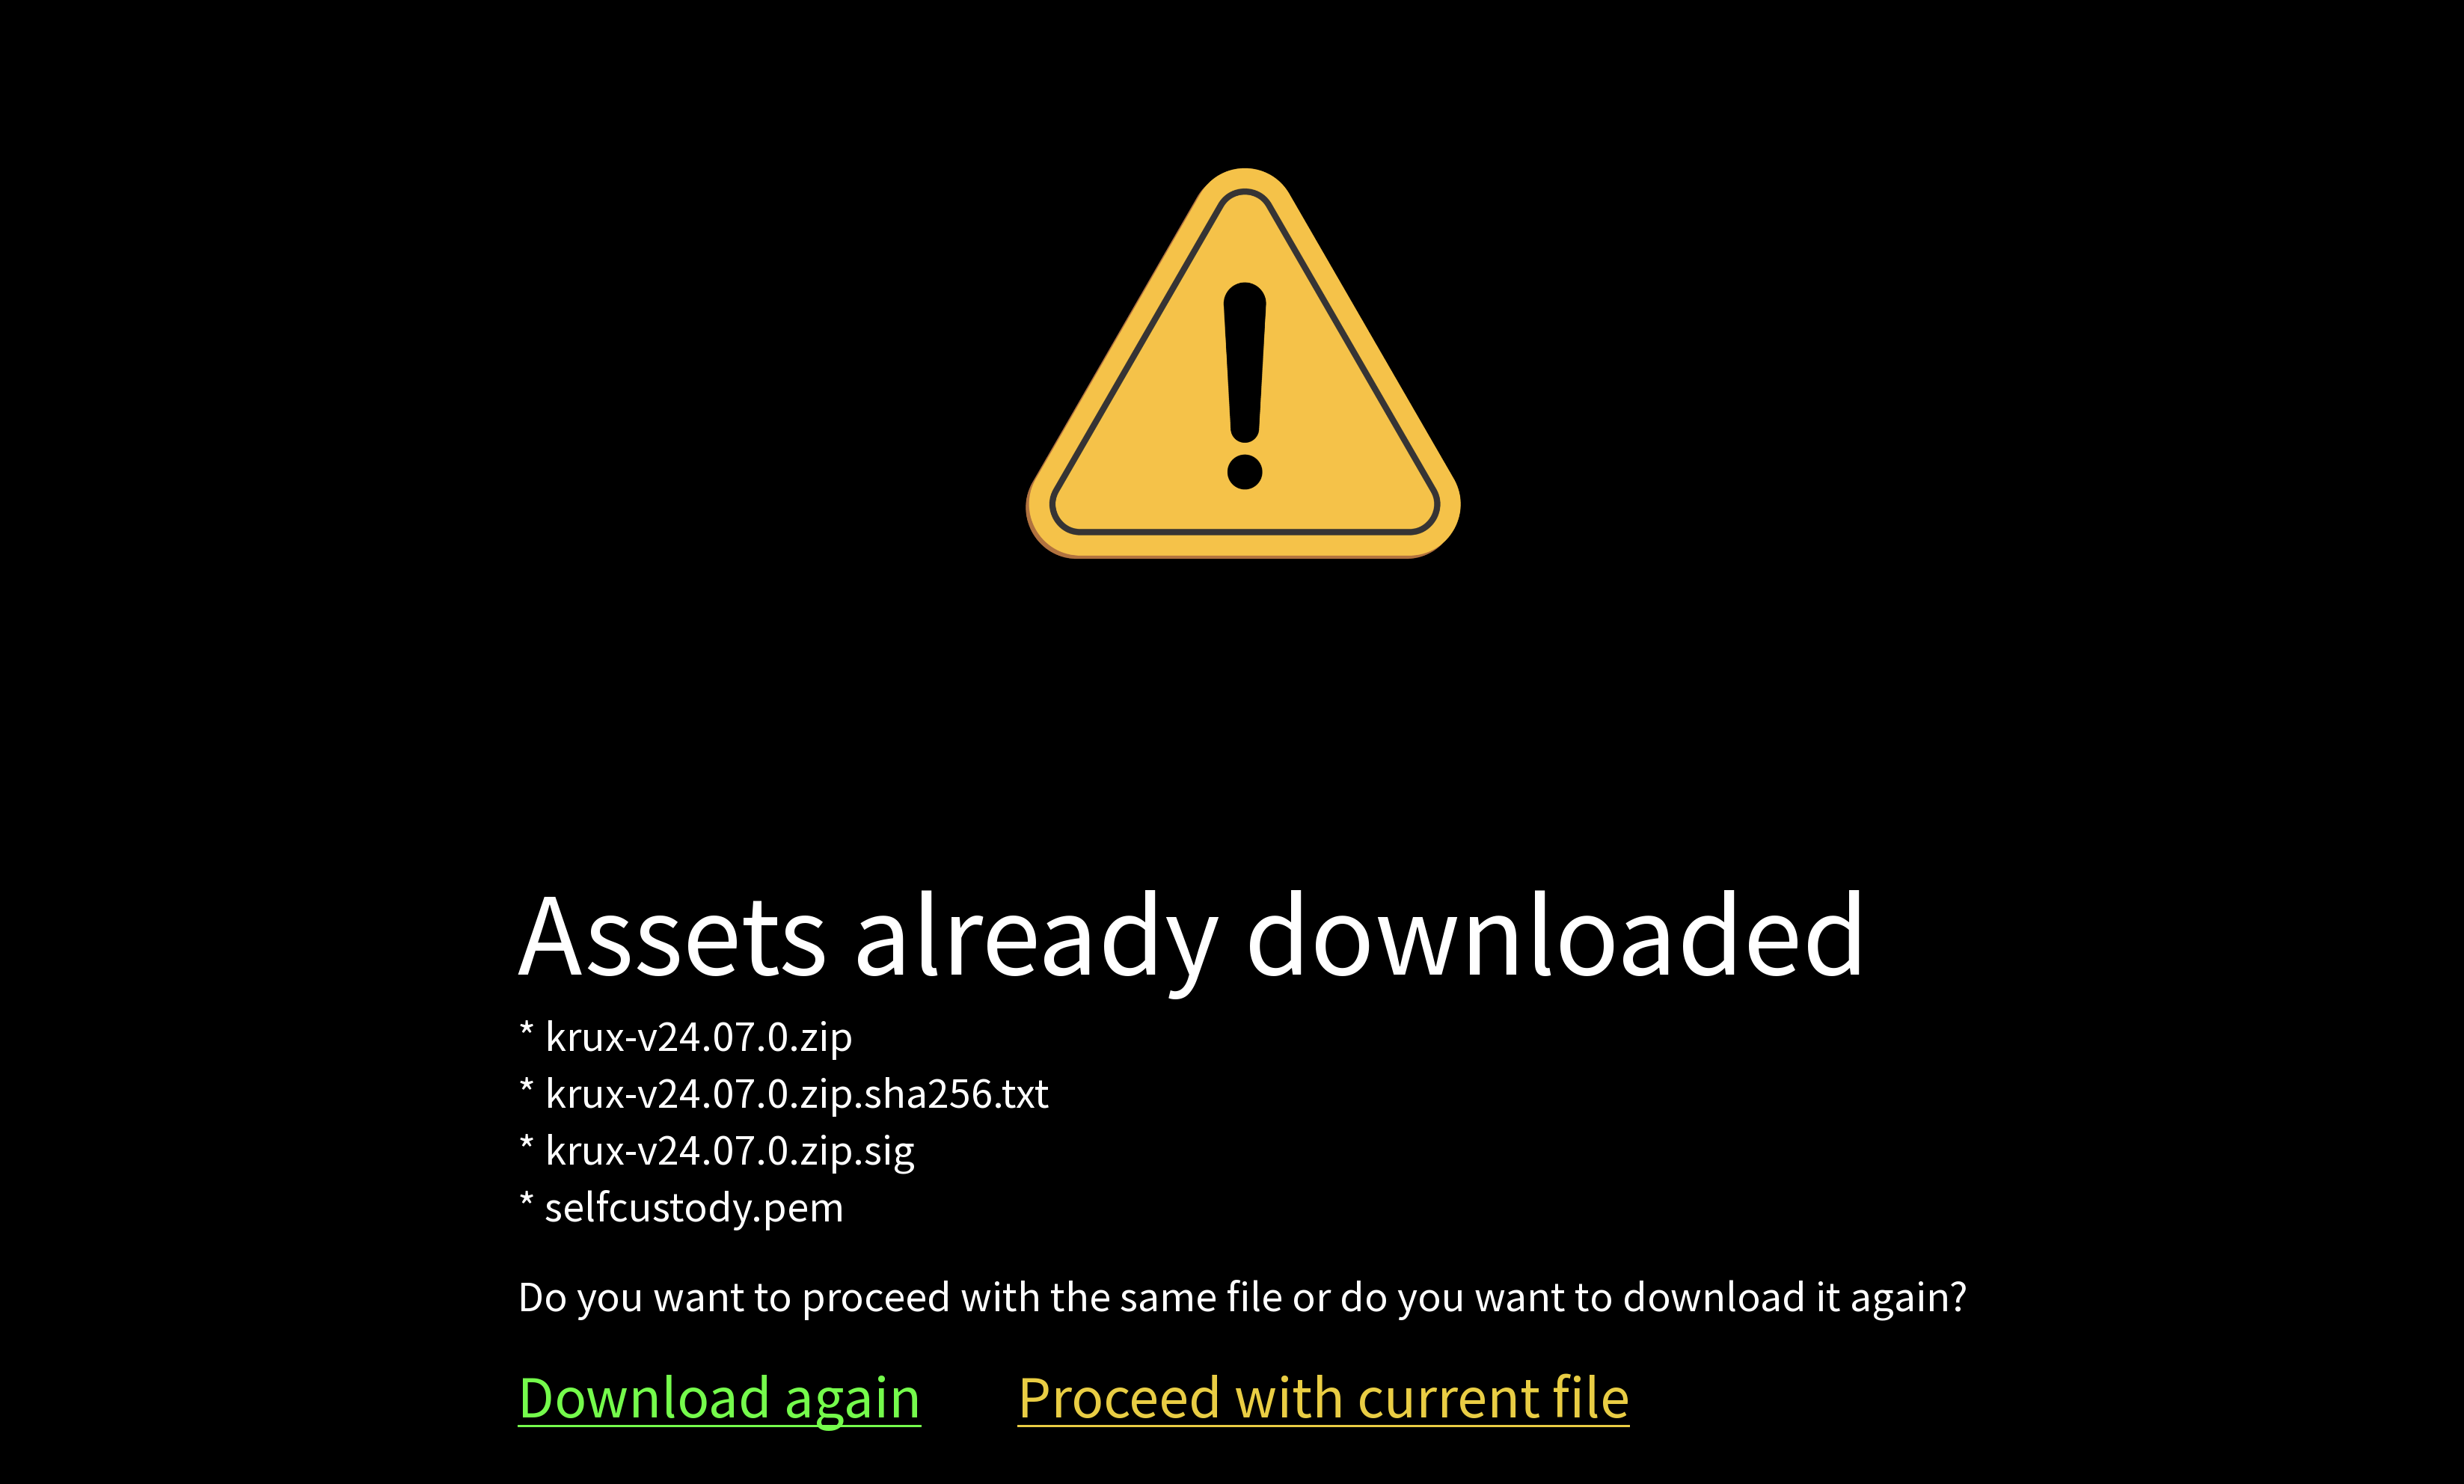 Assets already downloaded
* krux-v24.07.0.zip
* krux-v24.07.0.zip.sha256.txt
* krux-v24.07.0.zip.sig
* selfcustody.pem
Do you want to proceed with the same file or do you want to download it again?
Download again Proceed with current file